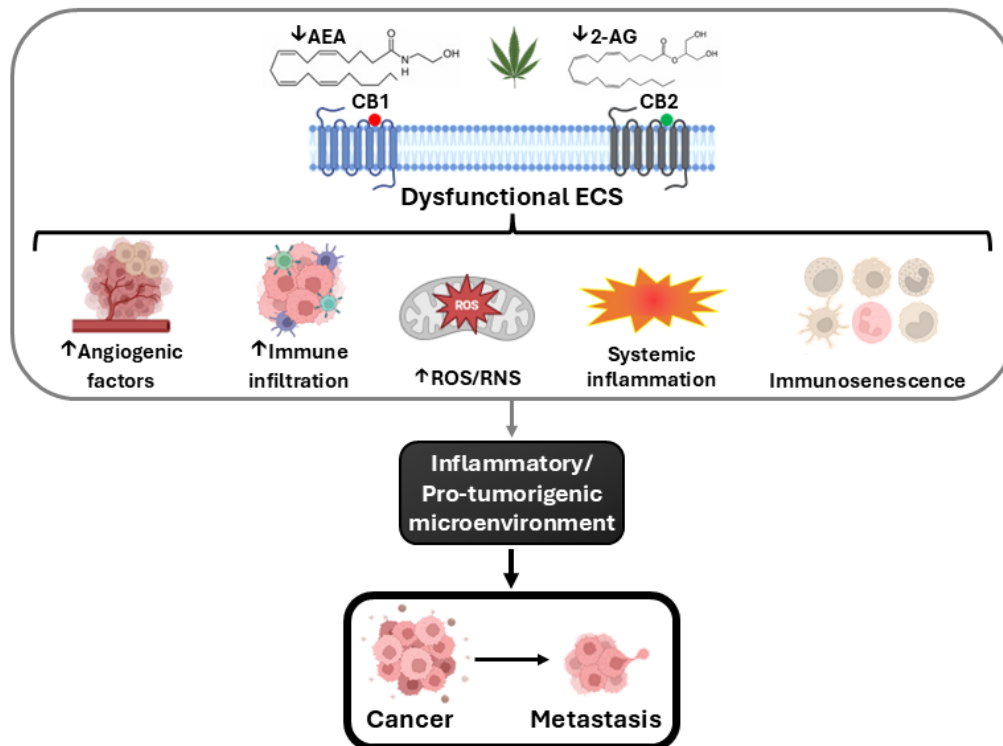 ↓AEA
↓2-AG
O
N
H
OH
O
O
OH
OH
CB1
CB2
Dysfunctional ECS
ROS
↑Angiogenic
factors
↑Immune
infiltration
↑ROS/RNS
Systemic
inflammation
Immunosenescence
Inflammatory/
Pro-tumorigenic
microenvironment
Cancer
Metastasis